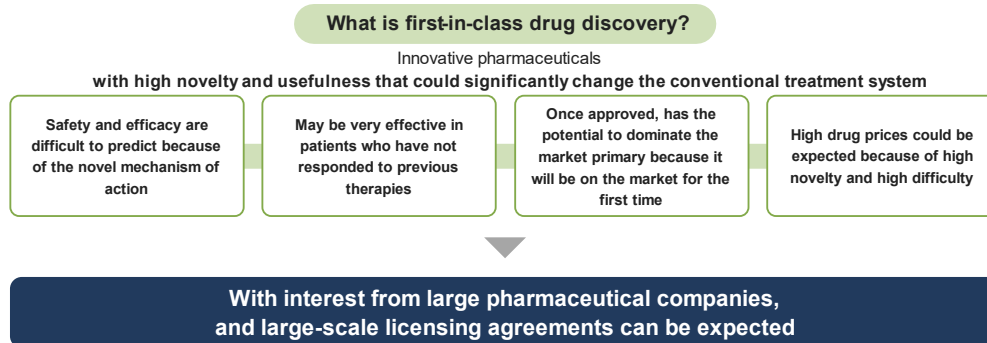 What is first-in-class drug discovery?
Innovative pharmaceuticals
with high novelty and usefulness that could significantly change the conventional treatment system
Safety and efficacy are
difficult to predict because
of the novel mechanism of
action
May be very effective in
patients who have not
responded to previous
therapies
Once approved, has the
potential to dominate the
market primary because it
will be on the market for the
first time
High drug prices could be
expected because of high
novelty and high difficulty
With interest from large pharmaceutical companies,
and large-scale licensing agreements can be expected